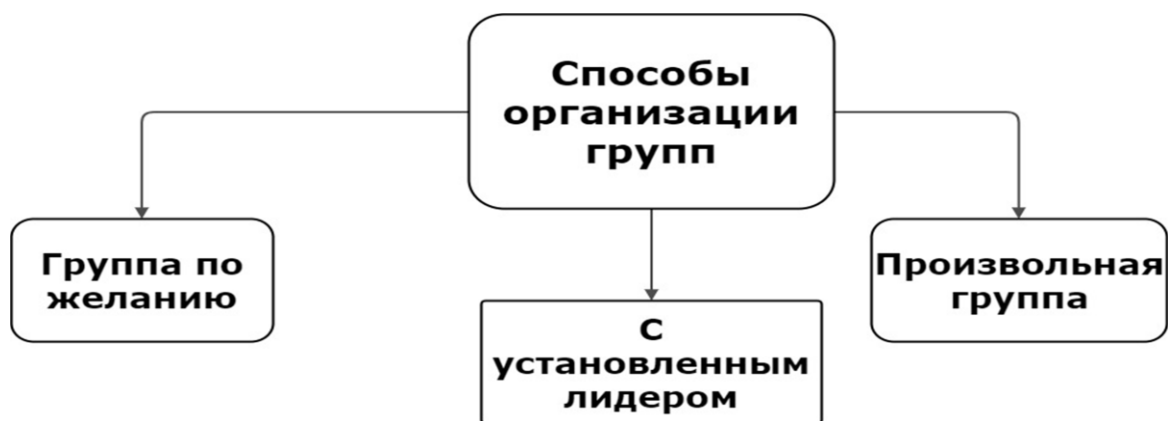 Способы
организации
групп
Группа по
желанию
С
установленным
лидером
Произвольная
группа